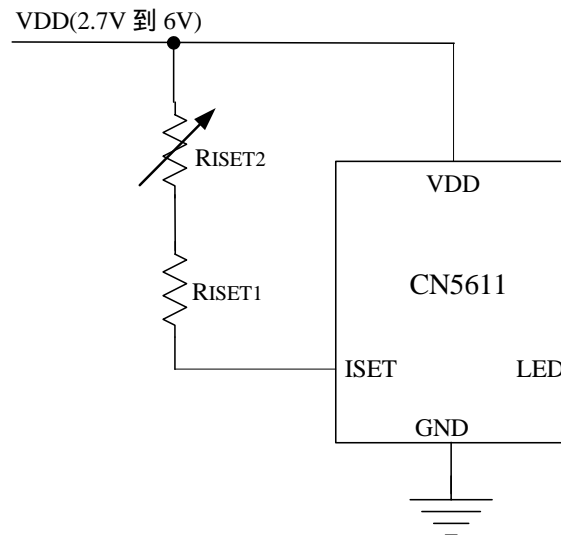 VDD(2.7V 到 6V)
RISET2
VDD
RISET1
CN5611
ISET
LED
GND